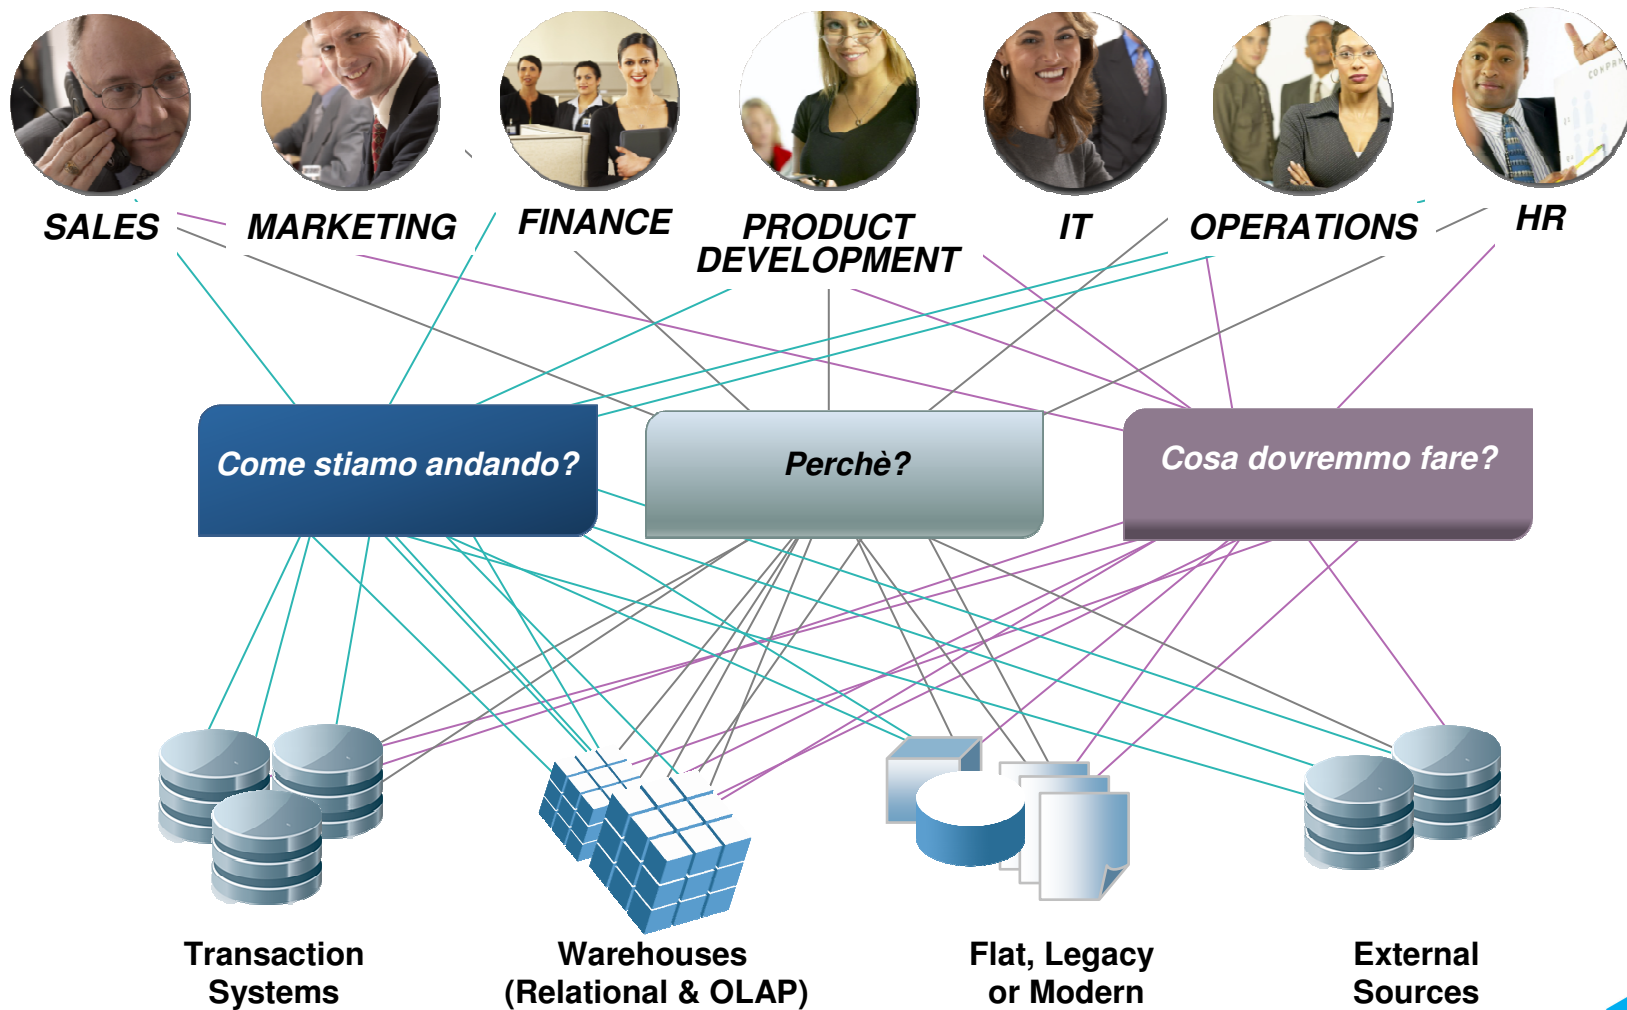 SALES
MARKETING
FINANCE
PRODUCT
DEVELOPMENT
IT
OPERATIONS
HR
Come stiamo andando?
Perchè?
Cosa dovremmo fare?
Transaction
Systems
Warehouses
(Relational & OLAP)
Flat, Legacy
or Modern
External
Sources